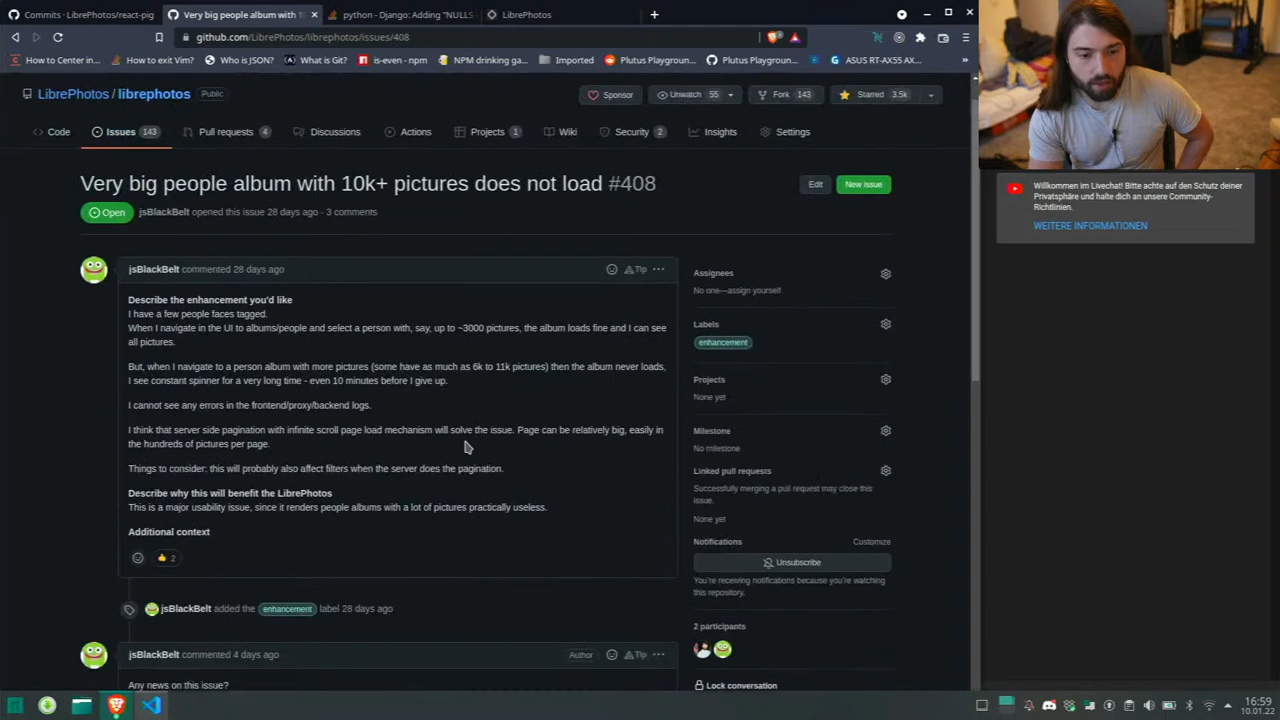 Commits · LibrePhotos/react-pig
Very big people album with
python - Django: Adding "NULLS
LibrePhotos
github.com/LibrePhotos/librephotos/issues/408
How to Center in...
How to exit Vim?
Who is JSON?
What is Git?
is-even - npm
NPM drinking ga...
Imported
Plutus Playgroun...
Plutus Playgroun...
ASUS RT-AX55 AX...
LibrePhotos / librephotos
Public
Sponsor
Unwatch 55
Fork 143
Starred 3.5k
Code
Issues 143
Pull requests 4
Discussions
Actions
Projects 1
Wiki
Security 2
Insights
Settings
Very big people album with 10k+ pictures does not load #408
Edit
New issue
Open
jsBlackBelt opened this issue 28 days ago · 3 comments
jsBlackBelt commented 28 days ago
Tip
Describe the enhancement you'd like
I have a few people faces tagged.
When I navigate in the UI to albums/people and select a person with, say, up to ~3000 pictures, the album loads fine and I can see
all pictures.
But, when I navigate to a person album with more pictures (some have as much as 6k to 11k pictures) then the album never loads,
I see constant spinner for a very long time - even 10 minutes before I give up.
I cannot see any errors in the frontend/proxy/backend logs.
I think that server side pagination with infinite scroll page load mechanism will solve the issue. Page can be relatively big, easily in
the hundreds of pictures per page.
Things to consider: this will probably also affect filters when the server does the pagination.
Describe why this will benefit the LibrePhotos
This is a major usability issue, since it renders people albums with a lot of pictures practically useless.
Additional context
2
jsBlackBelt added the enhancement label 28 days ago
jsBlackBelt commented 4 days ago
Author
Tip
Any news on this issue?
Assignees
No one—assign yourself
Labels
enhancement
Projects
None yet
Milestone
No milestone
Linked pull requests
Successfully merging a pull request may close this
issue.
None yet
Notifications
Customize
Unsubscribe
You're receiving notifications because you're watching
this repository.
2 participants
Lock conversation
Willkommen im Livechat! Bitte achte auf den Schutz deiner
Privatsphäre und halte dich an unsere Community-
Richtlinien.
WEITERE INFORMATIONEN
16:59
10.01.22